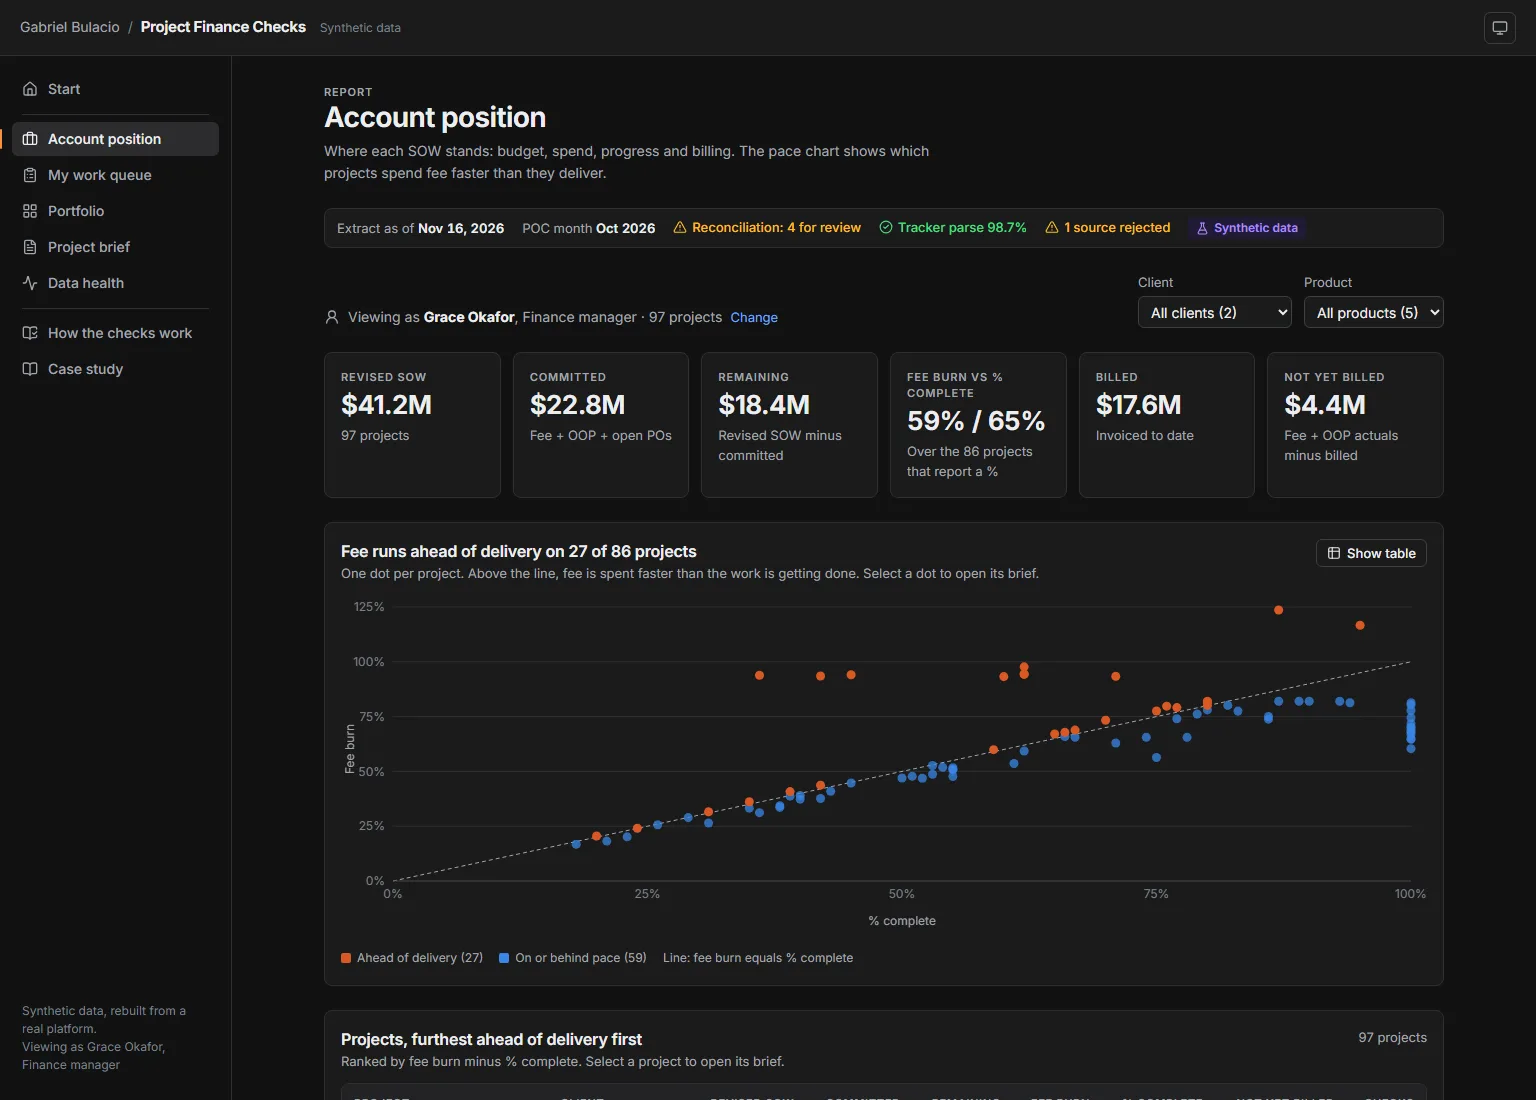 Gabriel Bulacio / Project Finance Checks Synthetic data
Start
Account position
My work queue
Portfolio
Project brief
Data health
How the checks work
Case study
Synthetic data, rebuilt from a
real platform.
Viewing as Grace Okafor,
Finance manager
REPORT
Account position
Where each SOW stands: budget, spend, progress and billing. The pace chart shows which
projects spend fee faster than they deliver.
Extract as of Nov 16, 2026 POC month Oct 2026 Reconciliation: 4 for review Tracker parse 98.7% 1 source rejected Synthetic data
Viewing as Grace Okafor, Finance manager · 97 projects Change
Client
All clients (2)
Product
All products (5)
REVISED SOW
$41.2M
97 projects
COMMITTED
$22.8M
Fee + OOP + open POs
REMAINING
$18.4M
Revised SOW minus
committed
FEE BURN VS %
COMPLETE
59% / 65%
Over the 86 projects
that report a %
BILLED
$17.6M
Invoiced to date
NOT YET BILLED
$4.4M
Fee + OOP actuals
minus billed
Fee runs ahead of delivery on 27 of 86 projects
One dot per project. Above the line, fee is spent faster than the work is getting done. Select a dot to open its brief.
Show table
125%
100%
75%
50%
25%
0%
Fee burn
0% 25% 50% 75% 100%
% complete
Ahead of delivery (27) On or behind pace (59) Line: fee burn equals % complete
Projects, furthest ahead of delivery first
97 projects
Ranked by fee burn minus % complete. Select a project to open its brief.